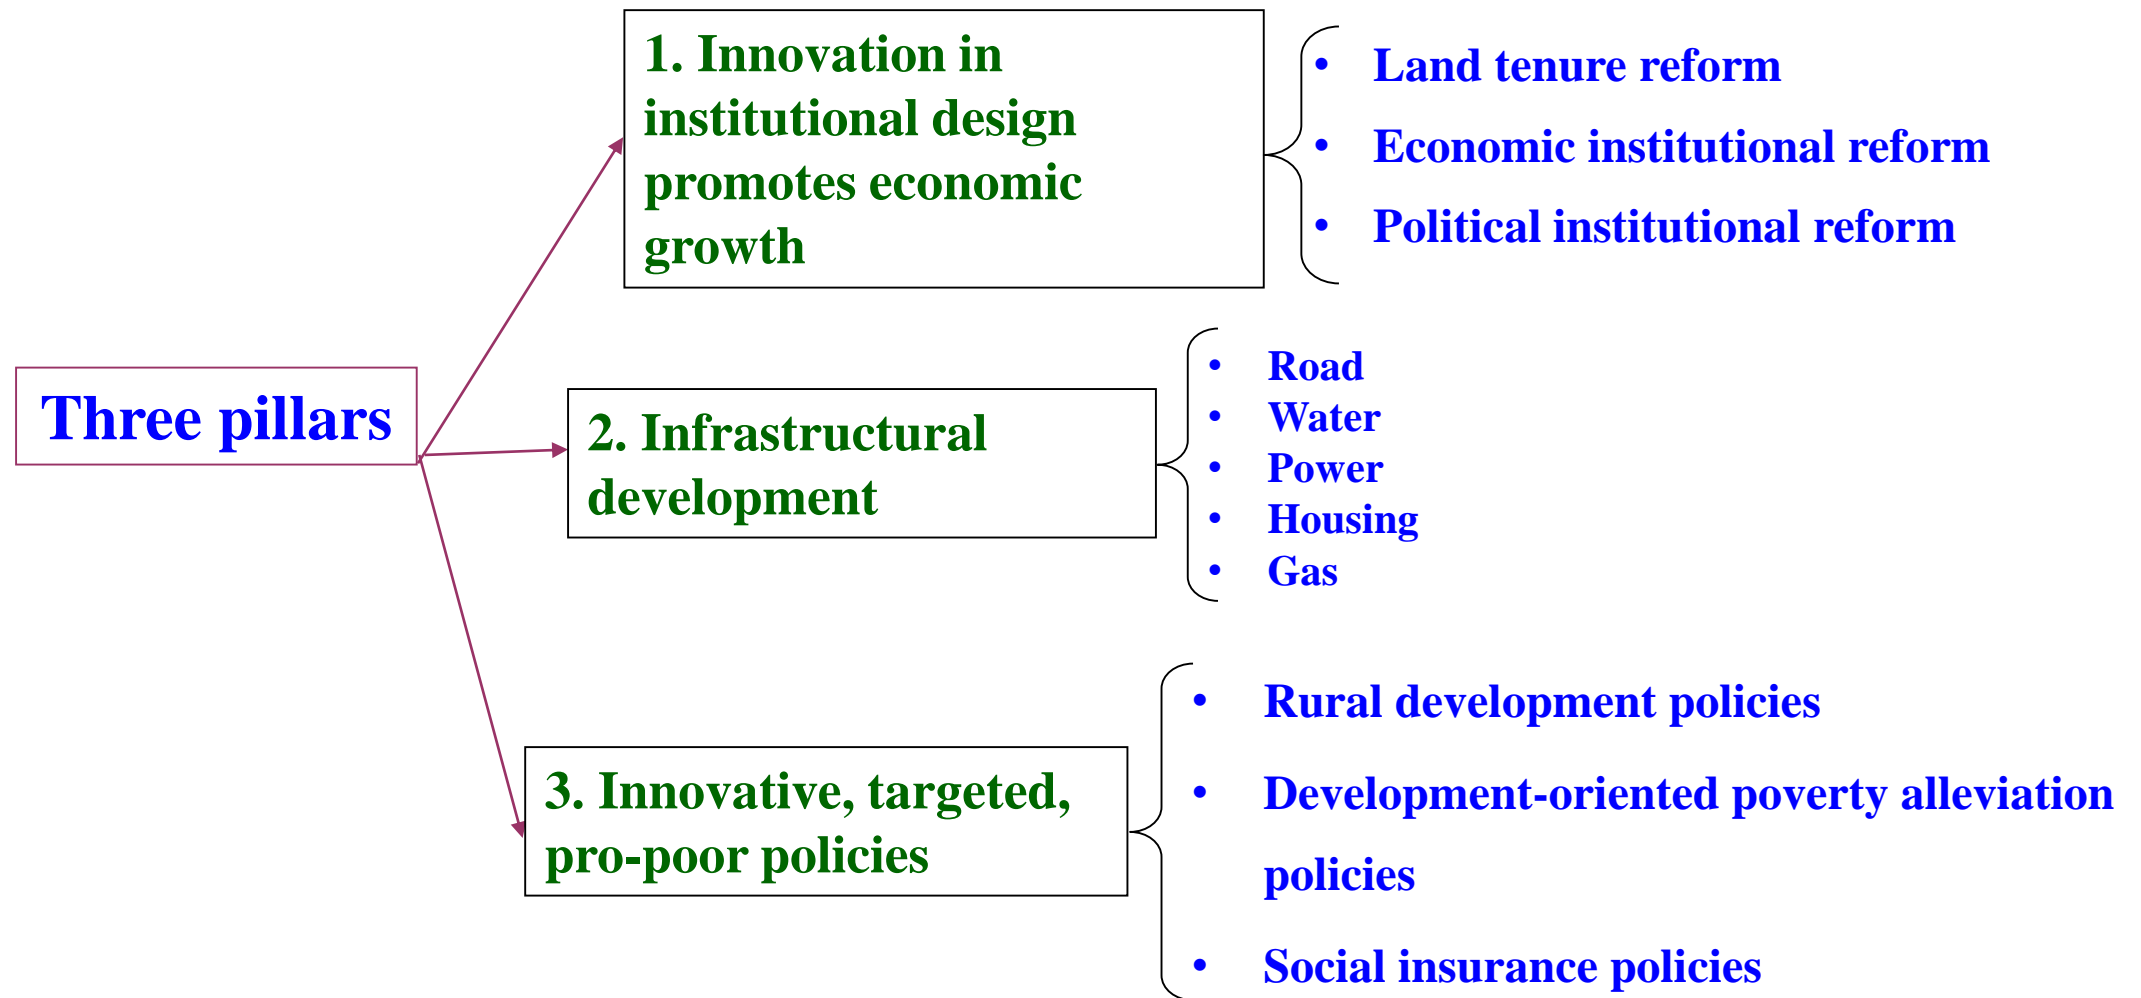 Three pillars
1. Innovation in
institutional design
promotes economic
growth
• Land tenure reform
• Economic institutional reform
• Political institutional reform
2. Infrastructural
development
• Road
• Water
• Power
• Housing
• Gas
3. Innovative, targeted,
pro-poor policies
• Rural development policies
• Development-oriented poverty alleviation
policies
• Social insurance policies